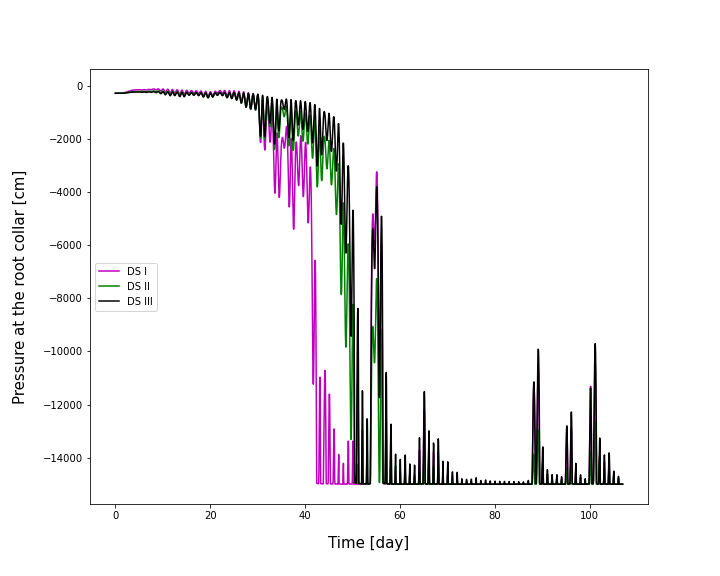 0
−2000
−4000
−6000
−8000
−10000
−12000
−14000
Pressure at the root collar [cm]
DS I
DS II
DS III
0 20 40 60 80 100
Time [day]